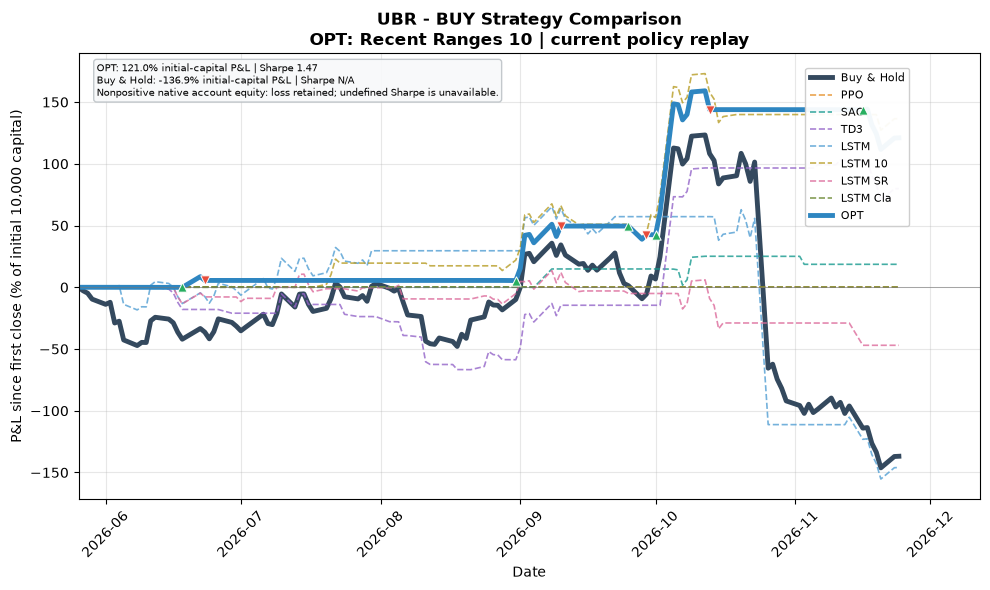 UBR - BUY Strategy Comparison
OPT: Recent Ranges 10 | current policy replay
OPT: 121.0% initial-capital P&L | Sharpe 1.47
Buy & Hold: -136.9% initial-capital P&L | Sharpe N/A
Nonpositive native account equity: loss retained; undefined Sharpe is unavailable.
Buy & Hold
PPO
SAC
TD3
LSTM
LSTM 10
LSTM SR
LSTM Cla
OPT
P&L since first close (% of initial 10,000 capital)
150
100
50
0
−50
−100
−150
2026-06
2026-07
2026-08
2026-09
2026-10
2026-11
2026-12
Date